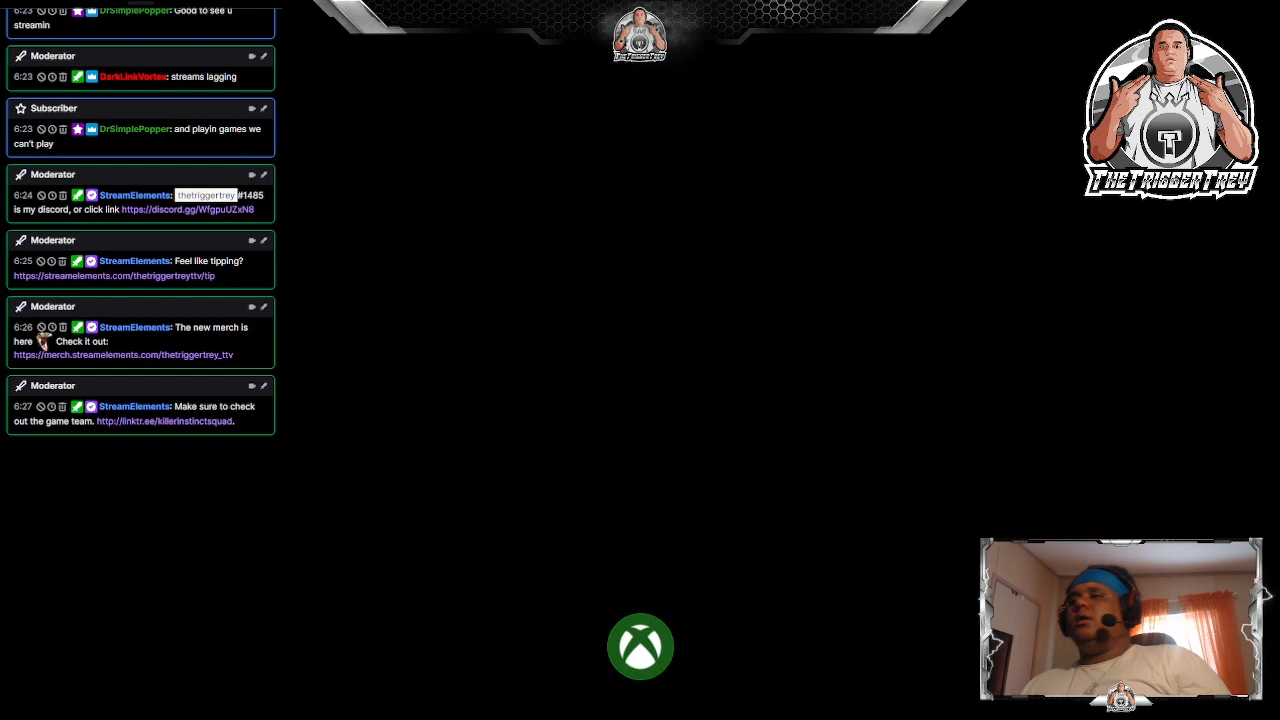 DrSimplePopper: Good to see u
streamin
Moderator
6:23 DarkLinkVortex: streams lagging
Subscriber
6:23 DrSimplePopper: and playin games we
can't play
Moderator
6:24 StreamElements: thetriggertrey #1485
is my discord, or click link https://discord.gg/WfgpuUZxN8
Moderator
6:25 StreamElements: Feel like tipping?
https://streamelements.com/thetriggertreyttv/tip
Moderator
6:26 StreamElements: The new merch is
here Check it out:
https://merch.streamelements.com/thetriggertrey_ttv
Moderator
6:27 StreamElements: Make sure to check
out the game team. http://linktr.ee/killerinstinctsquad.
THETRIGGERTREY
T
THETRIGGERTREY